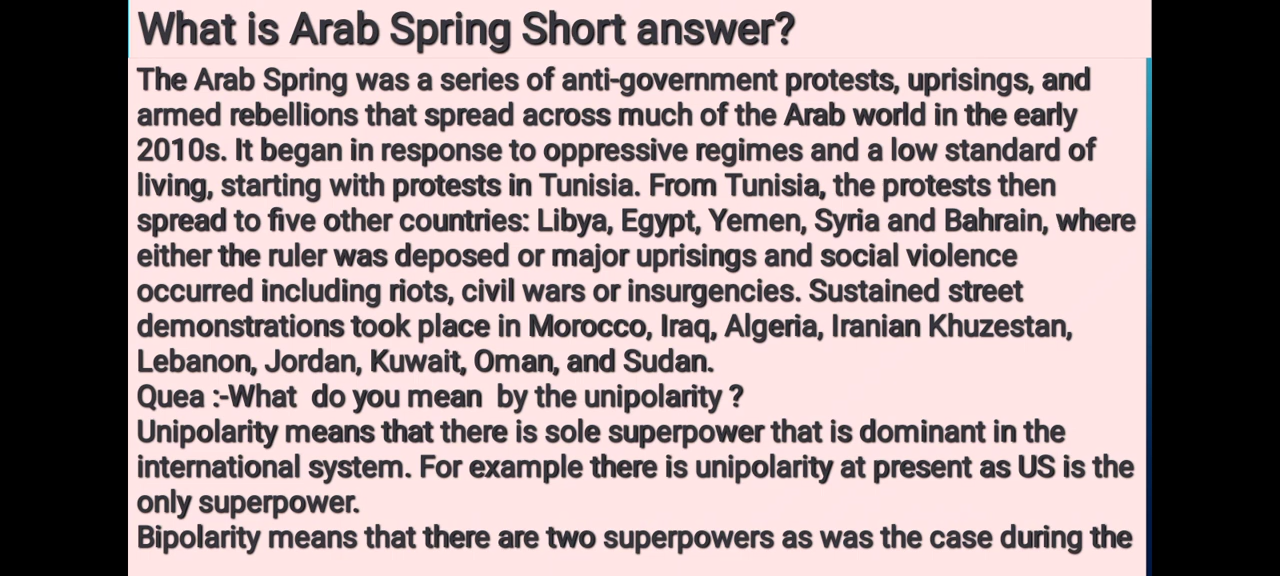 What is Arab Spring Short answer?
The Arab Spring was a series of anti-government protests, uprisings, and
armed rebellions that spread across much of the Arab world in the early
2010s. It began in response to oppressive regimes and a low standard of
living, starting with protests in Tunisia. From Tunisia, the protests then
spread to five other countries: Libya, Egypt, Yemen, Syria and Bahrain, where
either the ruler was deposed or major uprisings and social violence
occurred including riots, civil wars or insurgencies. Sustained street
demonstrations took place in Morocco, Iraq, Algeria, Iranian Khuzestan,
Lebanon, Jordan, Kuwait, Oman, and Sudan.
Quea :-What  do you mean  by the unipolarity ?
Unipolarity means that there is sole superpower that is dominant in the
international system. For example there is unipolarity at present as US is the
only superpower.
Bipolarity means that there are two superpowers as was the case during the